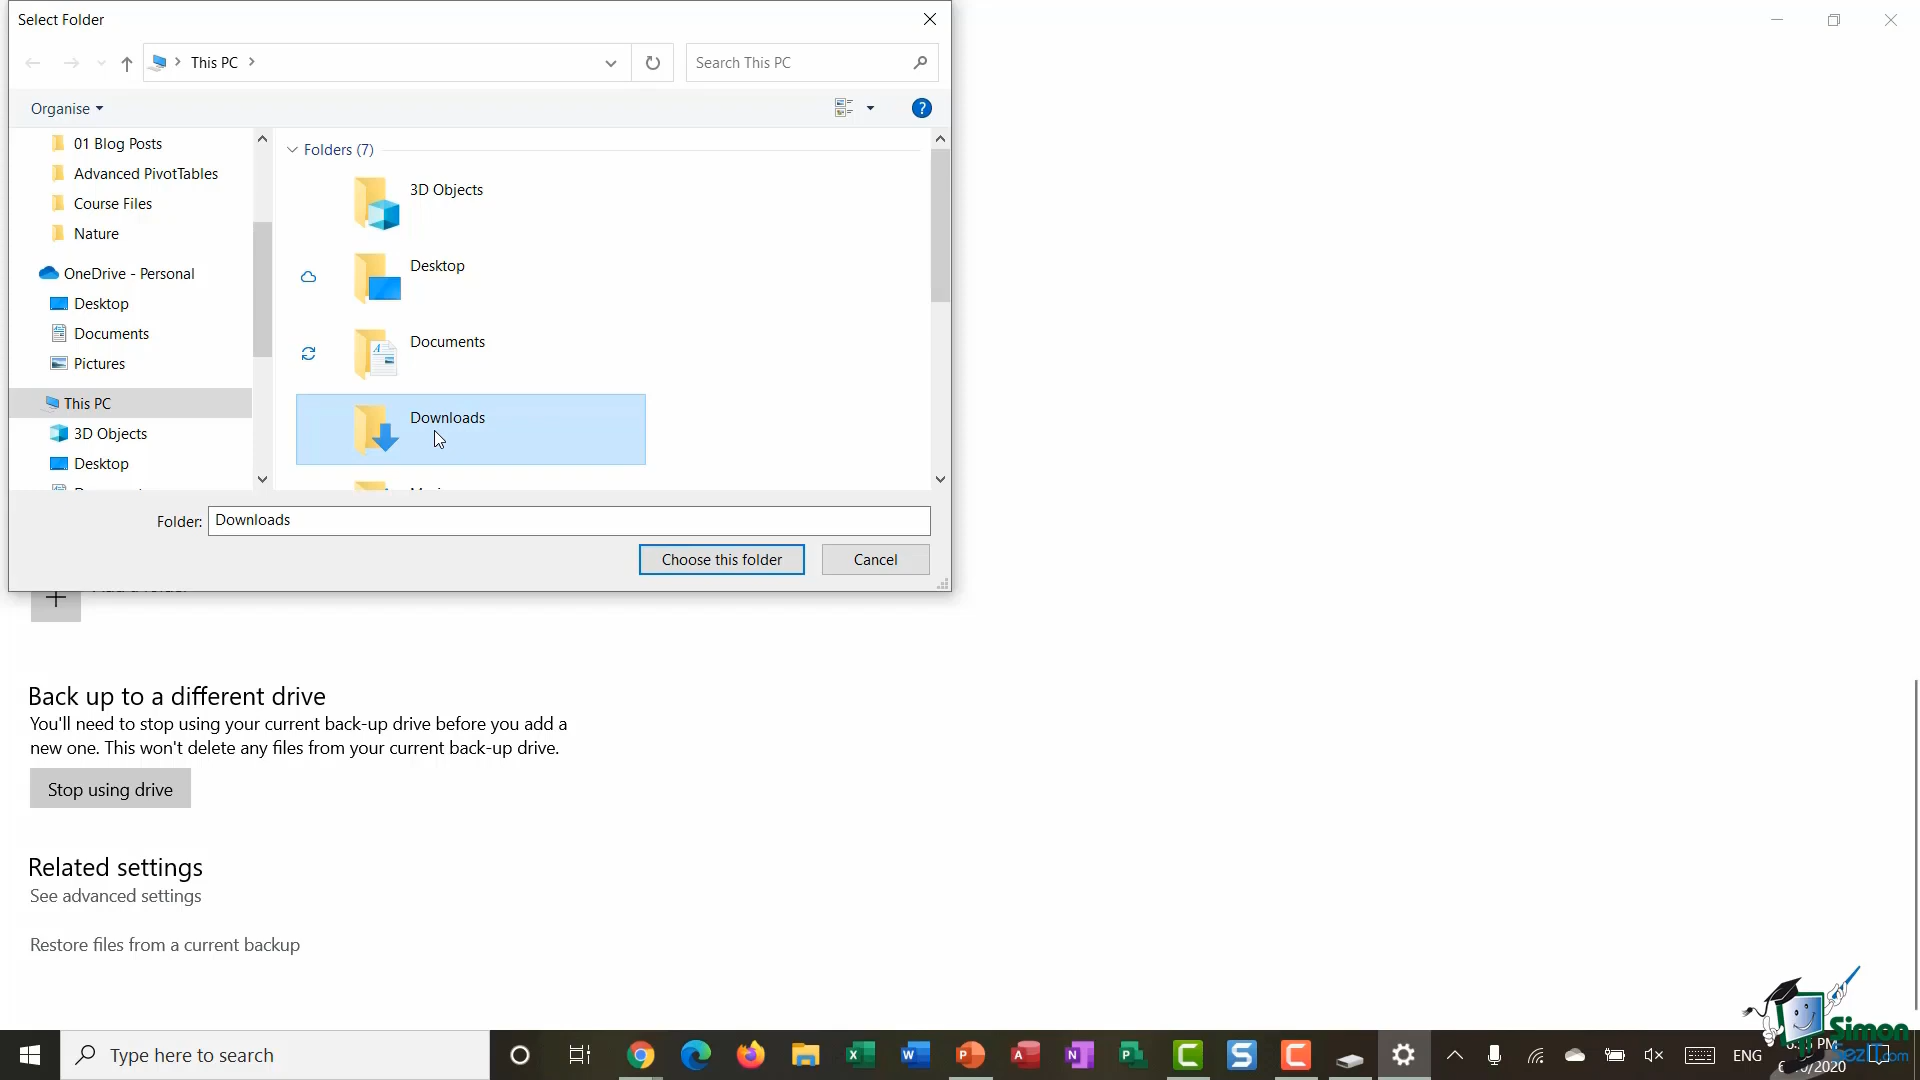 Select Folder
This PC
Search This PC
Organise
01 Blog Posts
Advanced PivotTables
Course Files
Nature
OneDrive - Personal
Desktop
Documents
Pictures
This PC
3D Objects
Desktop
Folders (7)
3D Objects
Desktop
Documents
Downloads
Folder: Downloads
Choose this folder
Cancel
Back up to a different drive
You'll need to stop using your current back-up drive before you add a
new one. This won't delete any files from your current back-up drive.
Stop using drive
Related settings
See advanced settings
Restore files from a current backup
Type here to search
ENG
Simon
SezIT.com